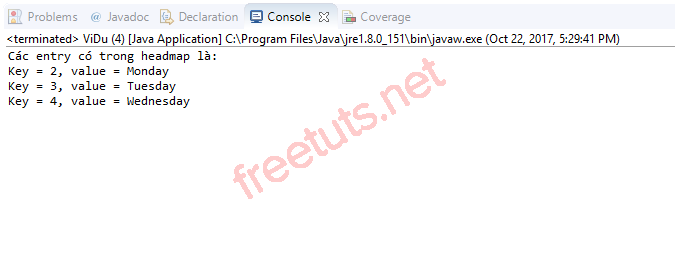 Problems @ Javadoc Declaration Console Coverage
<terminated> ViDu (4) [Java Application] C:\Program Files\Java\jre1.8.0_151\bin\javaw.exe (Oct 22, 2017, 5:29:41 PM)
Các entry có trong headmap là:
Key = 2, value = Monday
Key = 3, value = Tuesday
Key = 4, value = Wednesday
freetuts.net